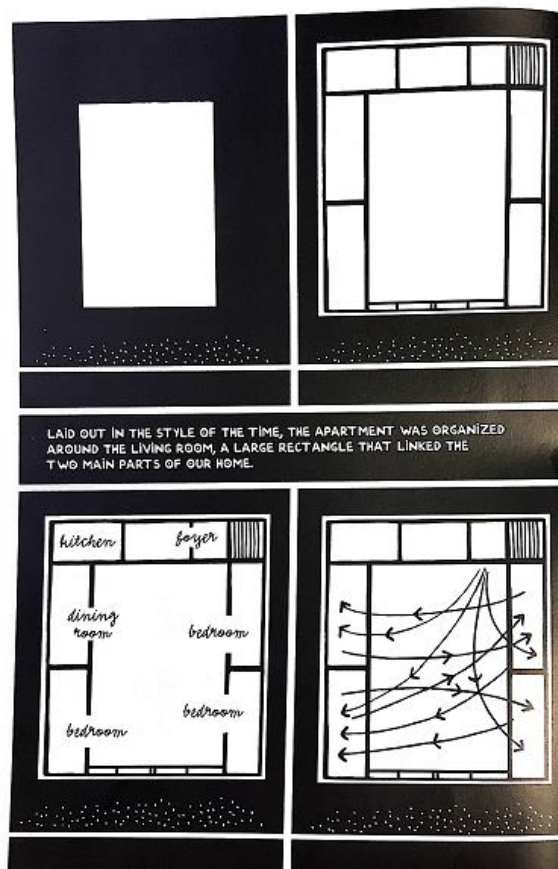 LAID OUT IN THE STYLE OF THE TIME, THE APARTMENT WAS ORGANIZED
AROUND THE LIVING ROOM, A LARGE RECTANGLE THAT LINKED THE
TWO MAIN PARTS OF OUR HOME.
kitchen foyer
dining
room
bedroom
bedroom
bedroom